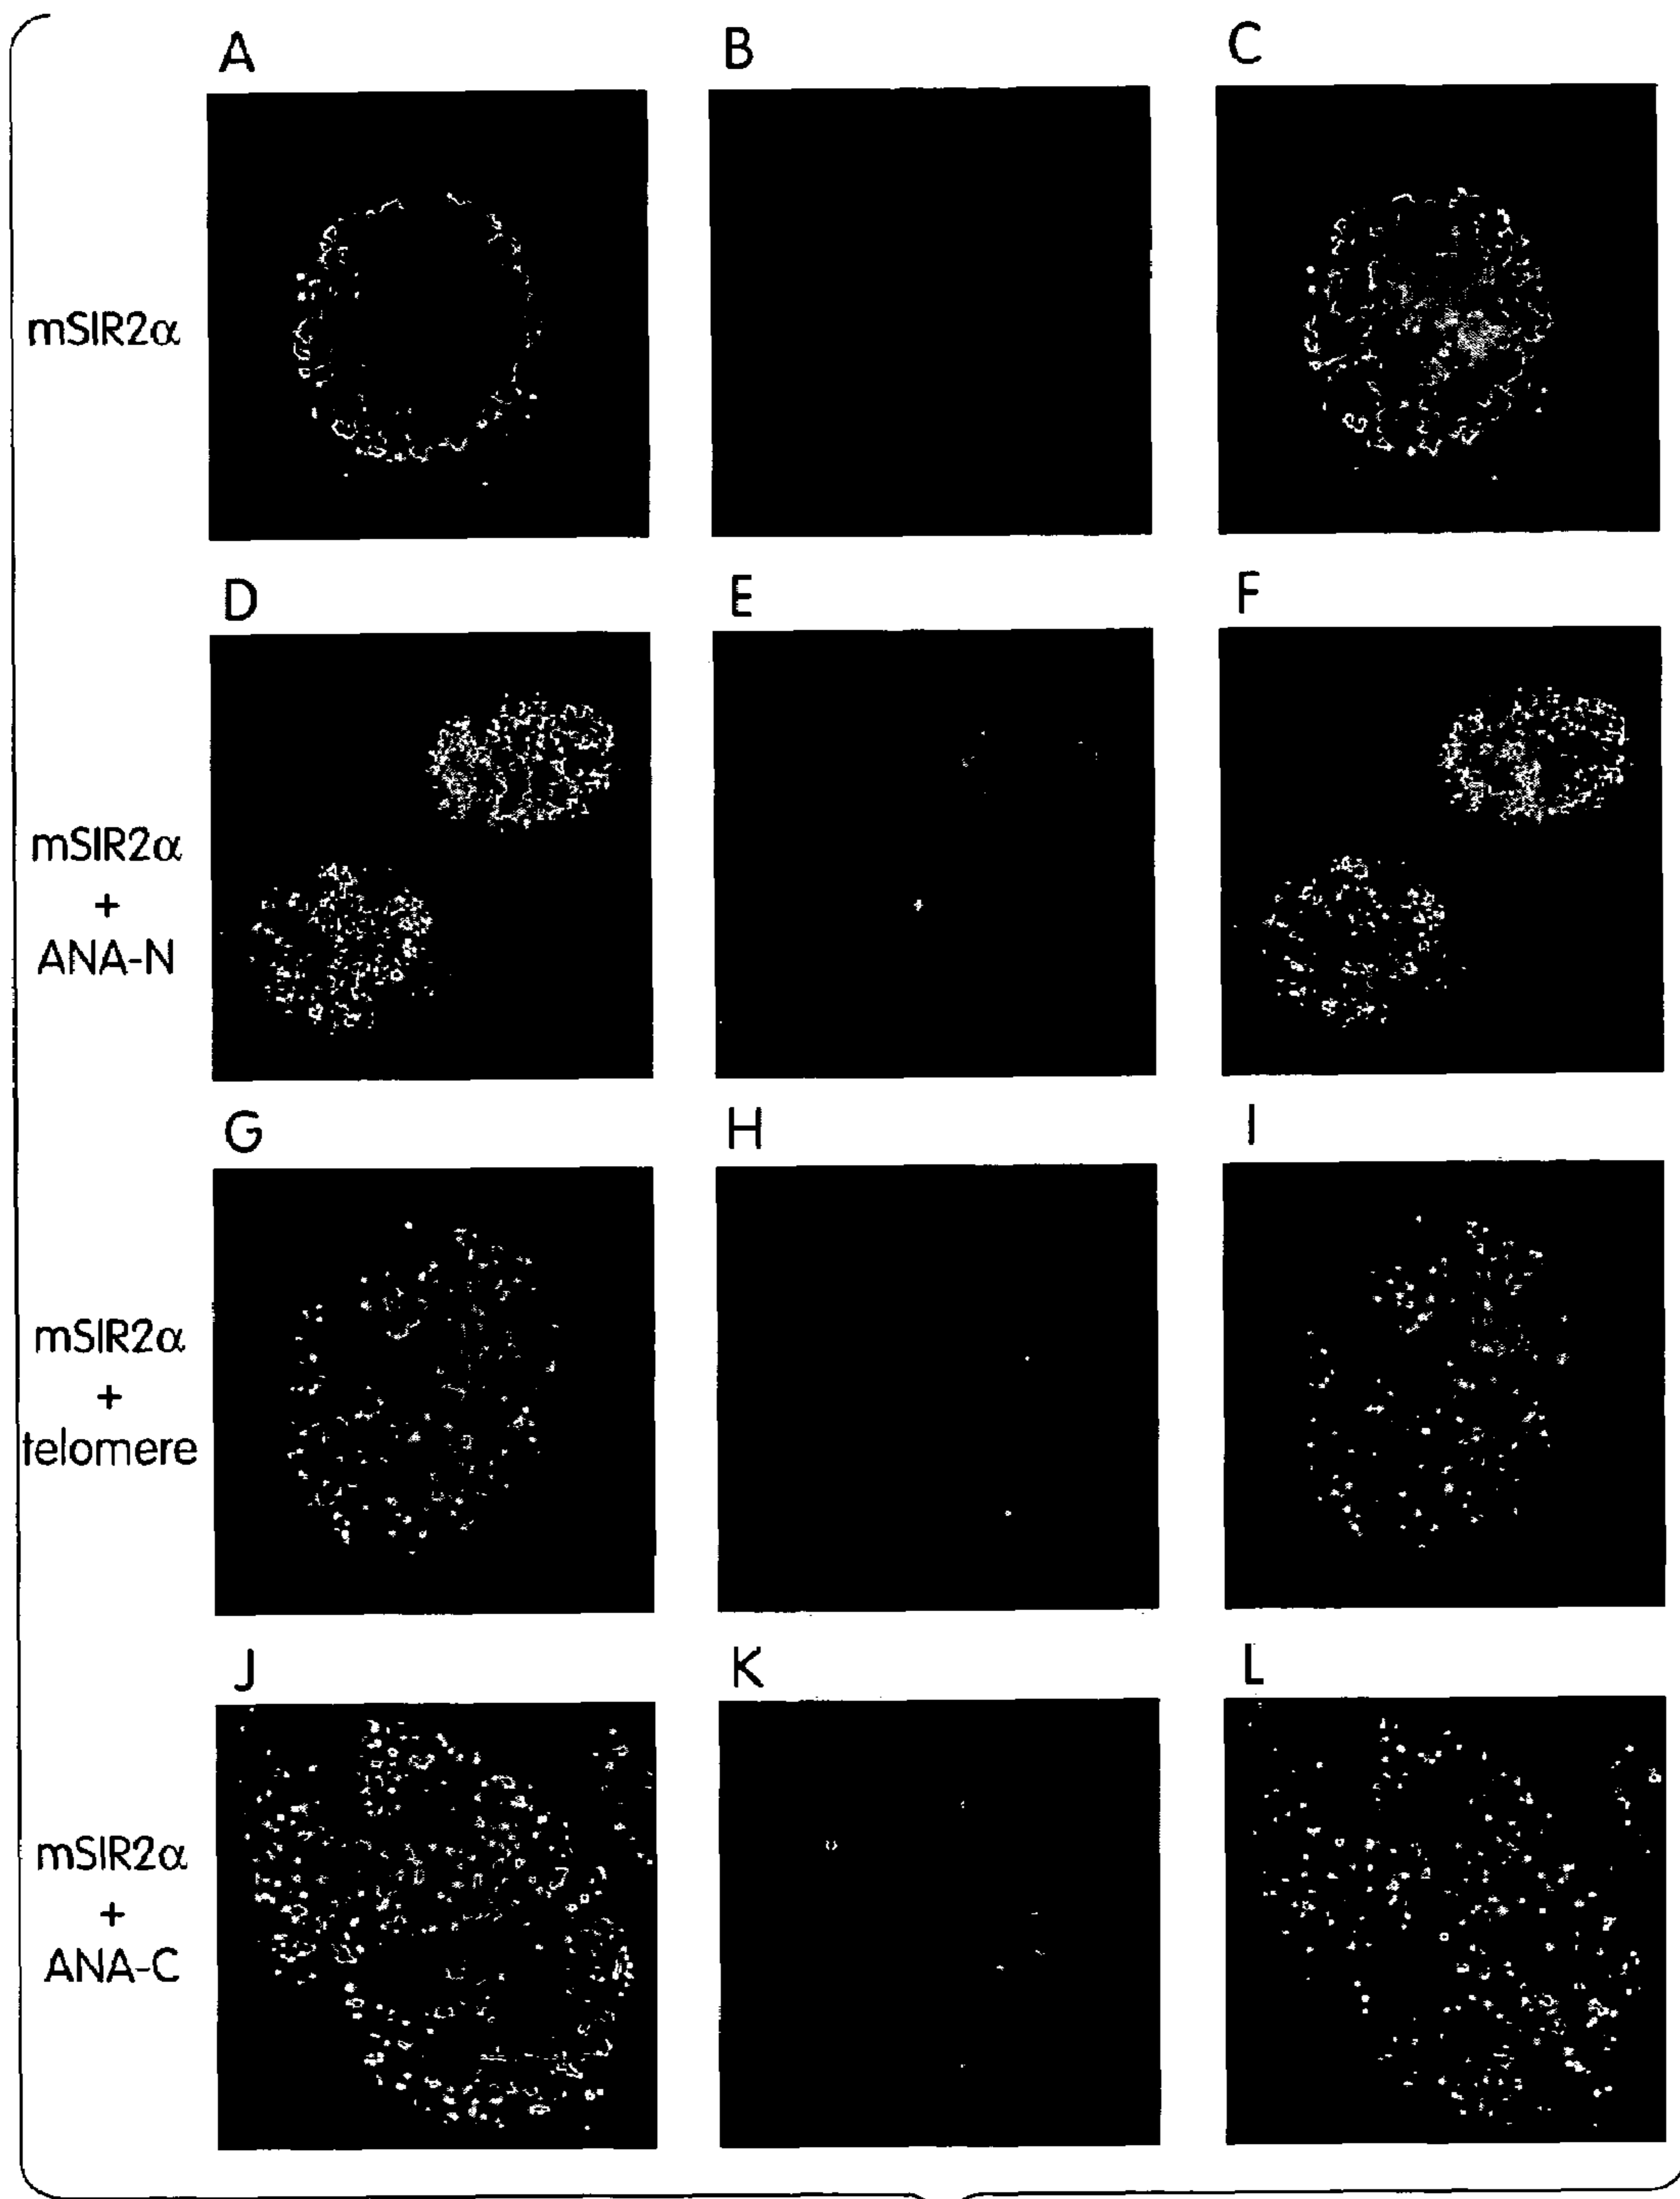 A B C
mSIR2α
D E F
mSIR2α
+
ANA-N
G H I
mSIR2α
+
telomere
J K L
mSIR2α
+
ANA-C